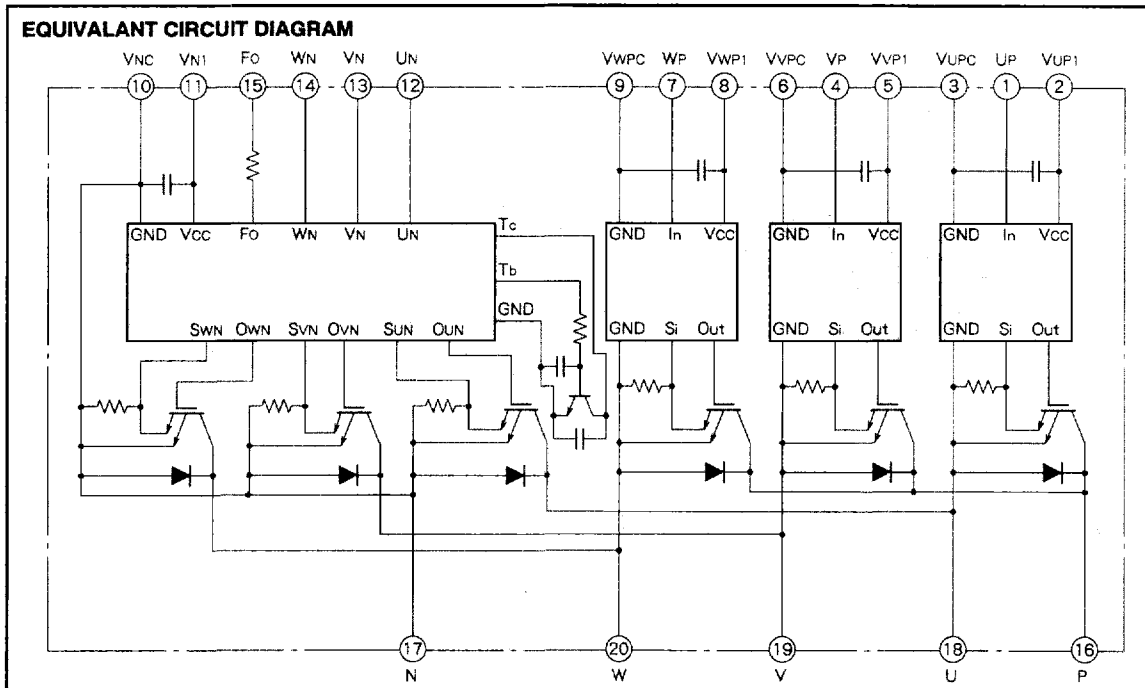 EQUIVALANT CIRCUIT DIAGRAM
VNC VN1 FO WN VN UN VWPC WP VWP1 VVPC VP VVP1 VUPC UP VUP1
10 11 15 14 13 12 9 7 8 6 4 5 3 1 2
GND VCC FO WN VN UN TC GND In VCC GND In VCC GND In VCC
Tb
GND
SWN OWN SVN OVN SUN OUN GND Si Out GND Si Out GND Si Out
17 20 19 18 16
N W V U P